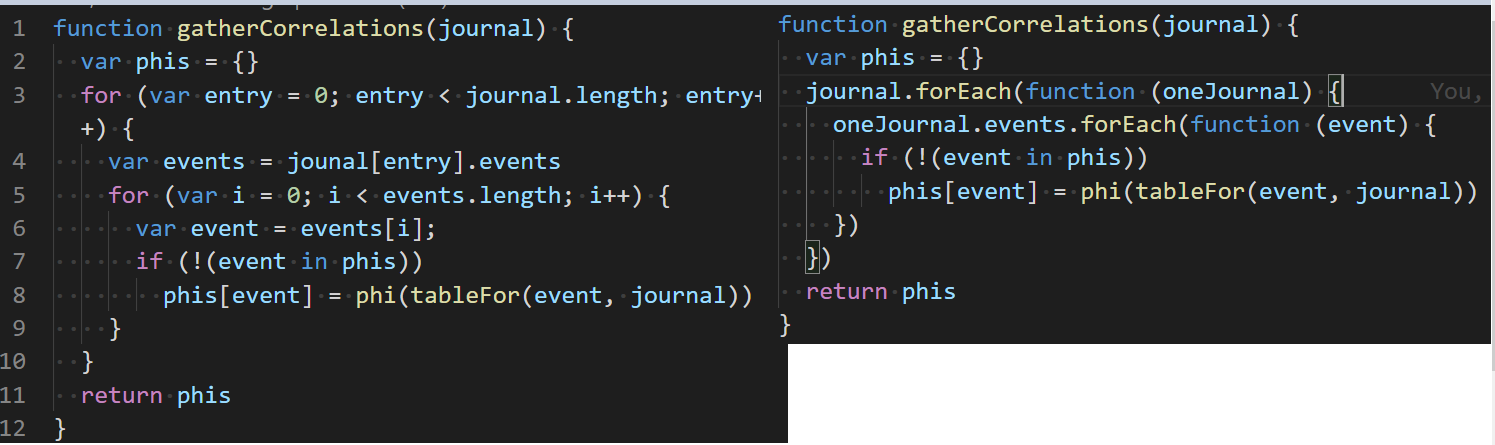 1 function gatherCorrelations(journal) {
2   var phis = {}
3   for (var entry = 0; entry < journal.length; entry+
  +) {
4     var events = jounal[entry].events
5     for (var i = 0; i < events.length; i++) {
6       var event = events[i];
7       if (!(event in phis))
8         phis[event] = phi(tableFor(event, journal))
9     }
10   }
11   return phis
12 }
function gatherCorrelations(journal) {
  var phis = {}
  journal.forEach(function (oneJournal) { You,
    oneJournal.events.forEach(function (event) {
      if (!(event in phis))
        phis[event] = phi(tableFor(event, journal))
    })
  })
  return phis
}